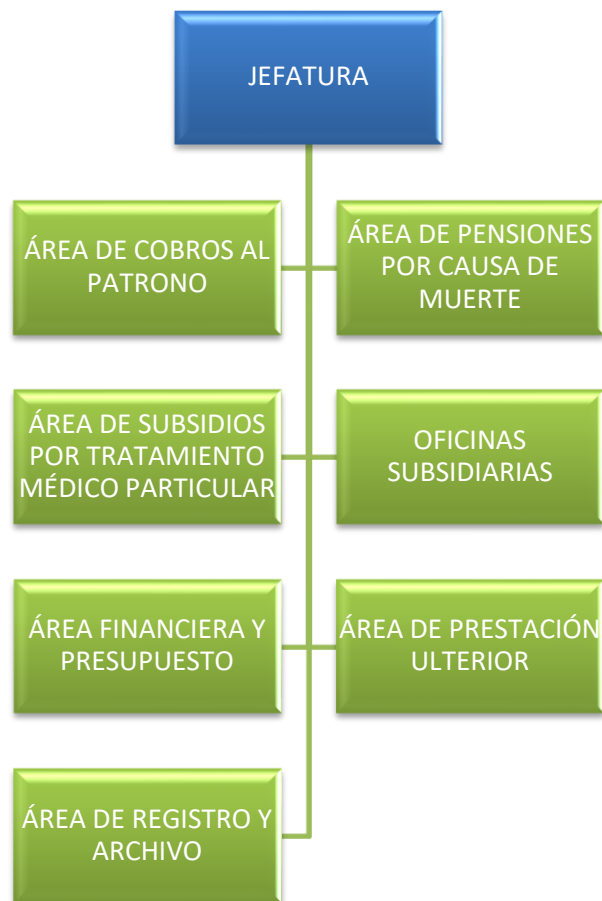 JEFATURA
ÁREA DE COBROS AL
PATRONO
ÁREA DE PENSIONES
POR CAUSA DE
MUERTE
ÁREA DE SUBSIDIOS
POR TRATAMIENTO
MÉDICO PARTICULAR
OFICINAS
SUBSIDIARIAS
ÁREA FINANCIERA Y
PRESUPUESTO
ÁREA DE PRESTACIÓN
ULTERIOR
ÁREA DE REGISTRO Y
ARCHIVO